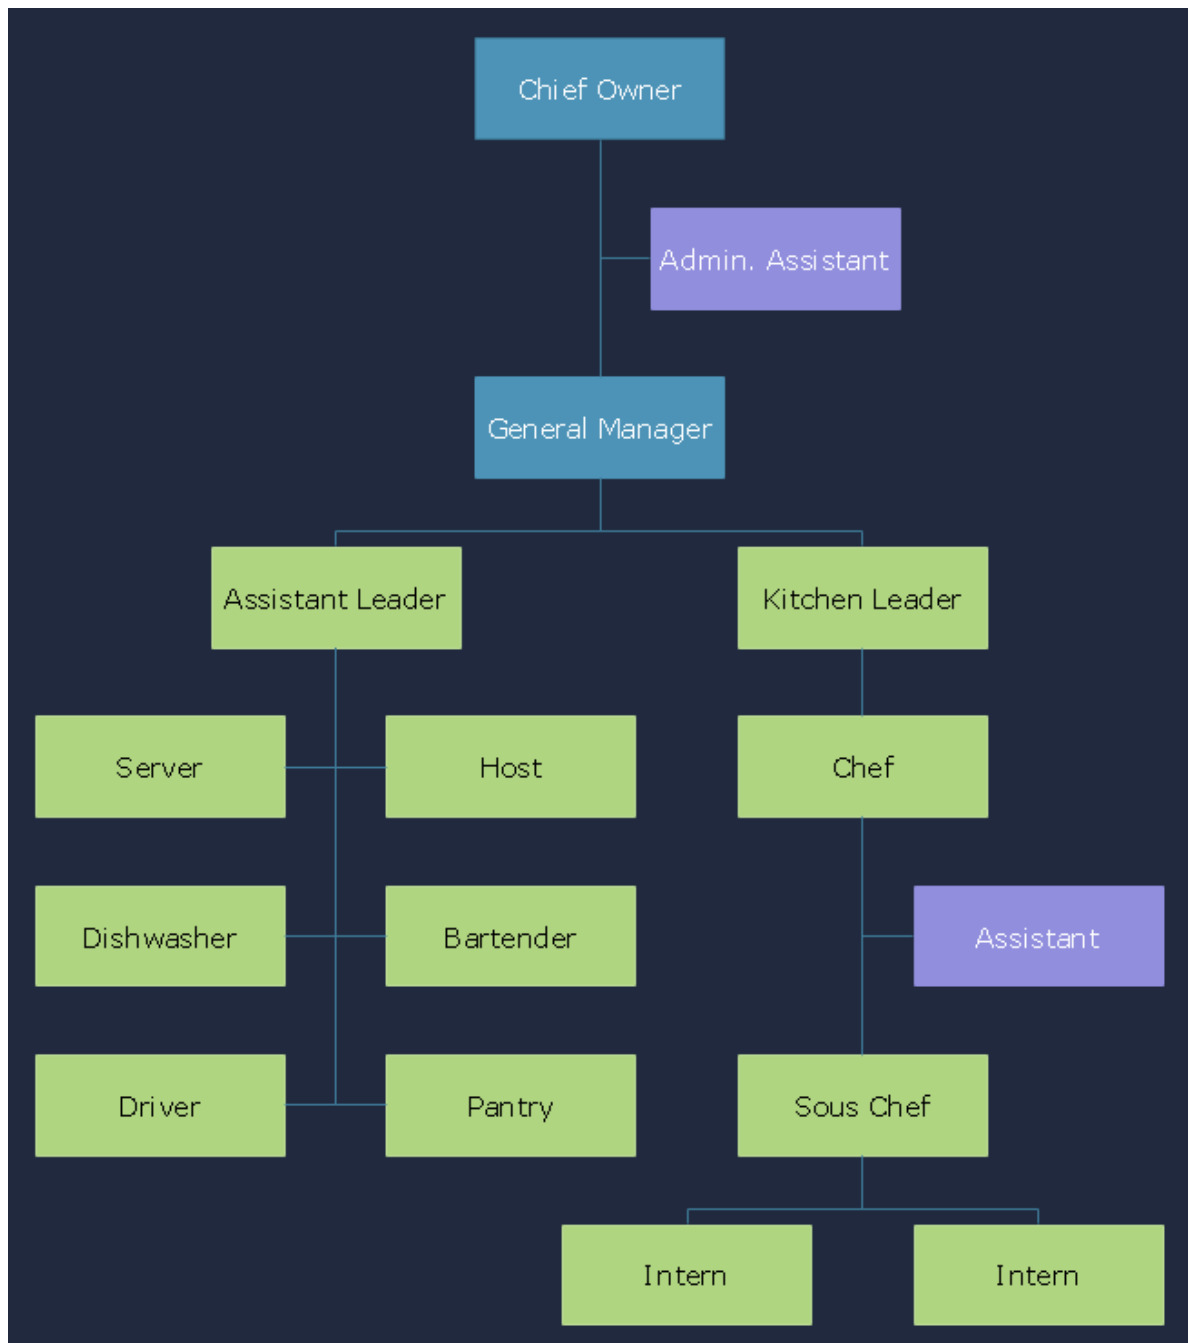 Chief Owner
Admin. Assistant
General Manager
Assistant Leader
Kitchen Leader
Server
Host
Chef
Dishwasher
Bartender
Assistant
Driver
Pantry
Sous Chef
Intern
Intern